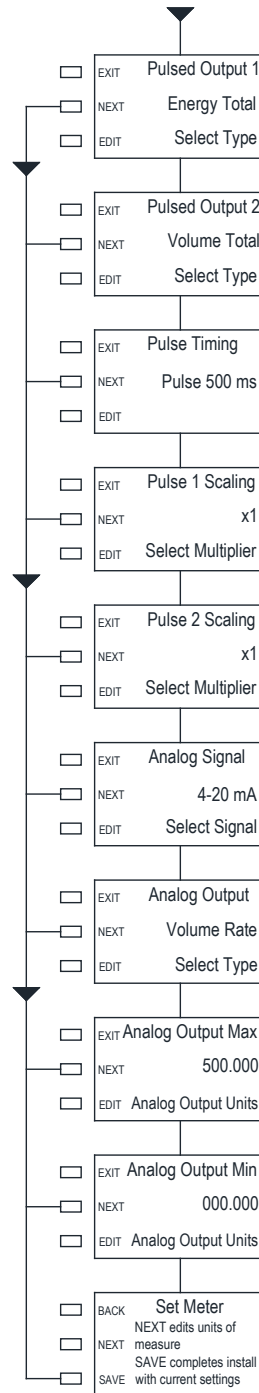 EXIT Pulsed Output 1
NEXT Energy Total
EDIT Select Type
EXIT Pulsed Output 2
NEXT Volume Total
EDIT Select Type
EXIT Pulse Timing
NEXT Pulse 500 ms
EDIT
EXIT Pulse 1 Scaling
NEXT x1
EDIT Select Multiplier
EXIT Pulse 2 Scaling
NEXT x1
EDIT Select Multiplier
EXIT Analog Signal
NEXT 4-20 mA
EDIT Select Signal
EXIT Analog Output
NEXT Volume Rate
EDIT Select Type
EXIT Analog Output Max
NEXT 500.000
EDIT Analog Output Units
EXIT Analog Output Min
NEXT 000.000
EDIT Analog Output Units
BACK Set Meter
NEXT edits units of
NEXT measure
SAVE completes install
SAVE with current settings